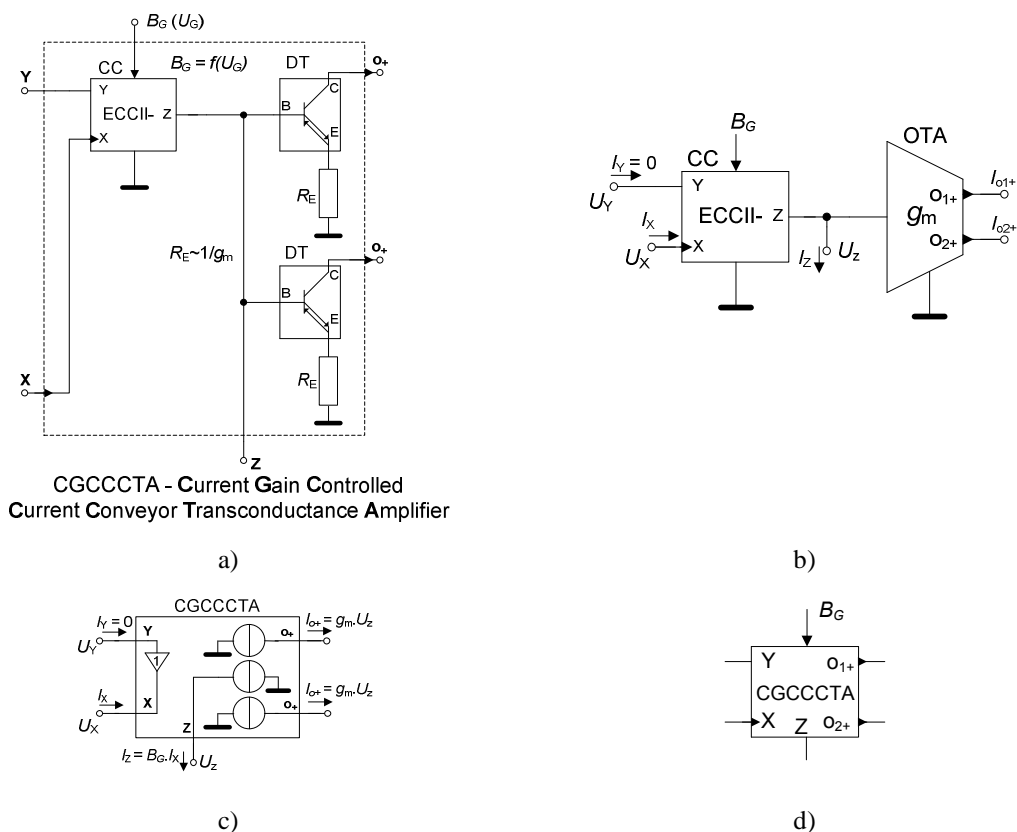 B_G (U_G)
B_G = f(U_G)
DT
o+
Y
CC
Y
ECCII-
Z
X
B
C
E
R_E
R_E~1/g_m
DT
o+
B
C
E
R_E
X
Z
CGCCCTA - Current Gain Controlled
Current Conveyor Transconductance Amplifier
a)
B_G
OTA
CC
I_Y = 0
U_Y
Y
ECCII-
Z
I_X
U_X
X
I_Z
U_z
g_m
o1+
o2+
I_o1+
I_o2+
b)
CGCCCTA
I_Y = 0
U_Y
Y
1
X
I_X
U_X
Z
o+
o+
I_o+ = g_m.U_z
I_o+ = g_m.U_z
I_Z = B_G.I_X
U_z
c)
B_G
Y
o1+
CGCCCTA
X
Z
o2+
d)